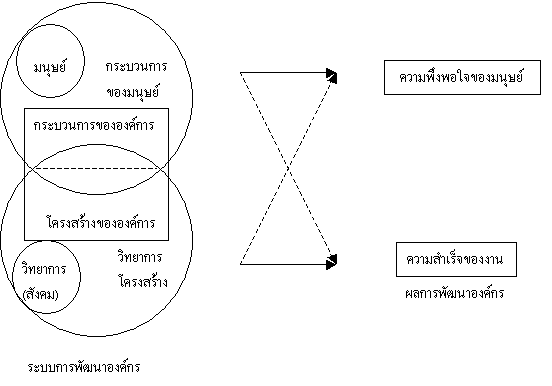 มนุษย์
กระบวนการ
ของมนุษย์
ความพึงพอใจของมนุษย์
กระบวนการขององค์การ
โครงสร้างขององค์การ
วิทยาการ
(สังคม)
วิทยาการ
โครงสร้าง
ความสำเร็จของงาน
ผลการพัฒนาองค์กร
ระบบการพัฒนาองค์กร